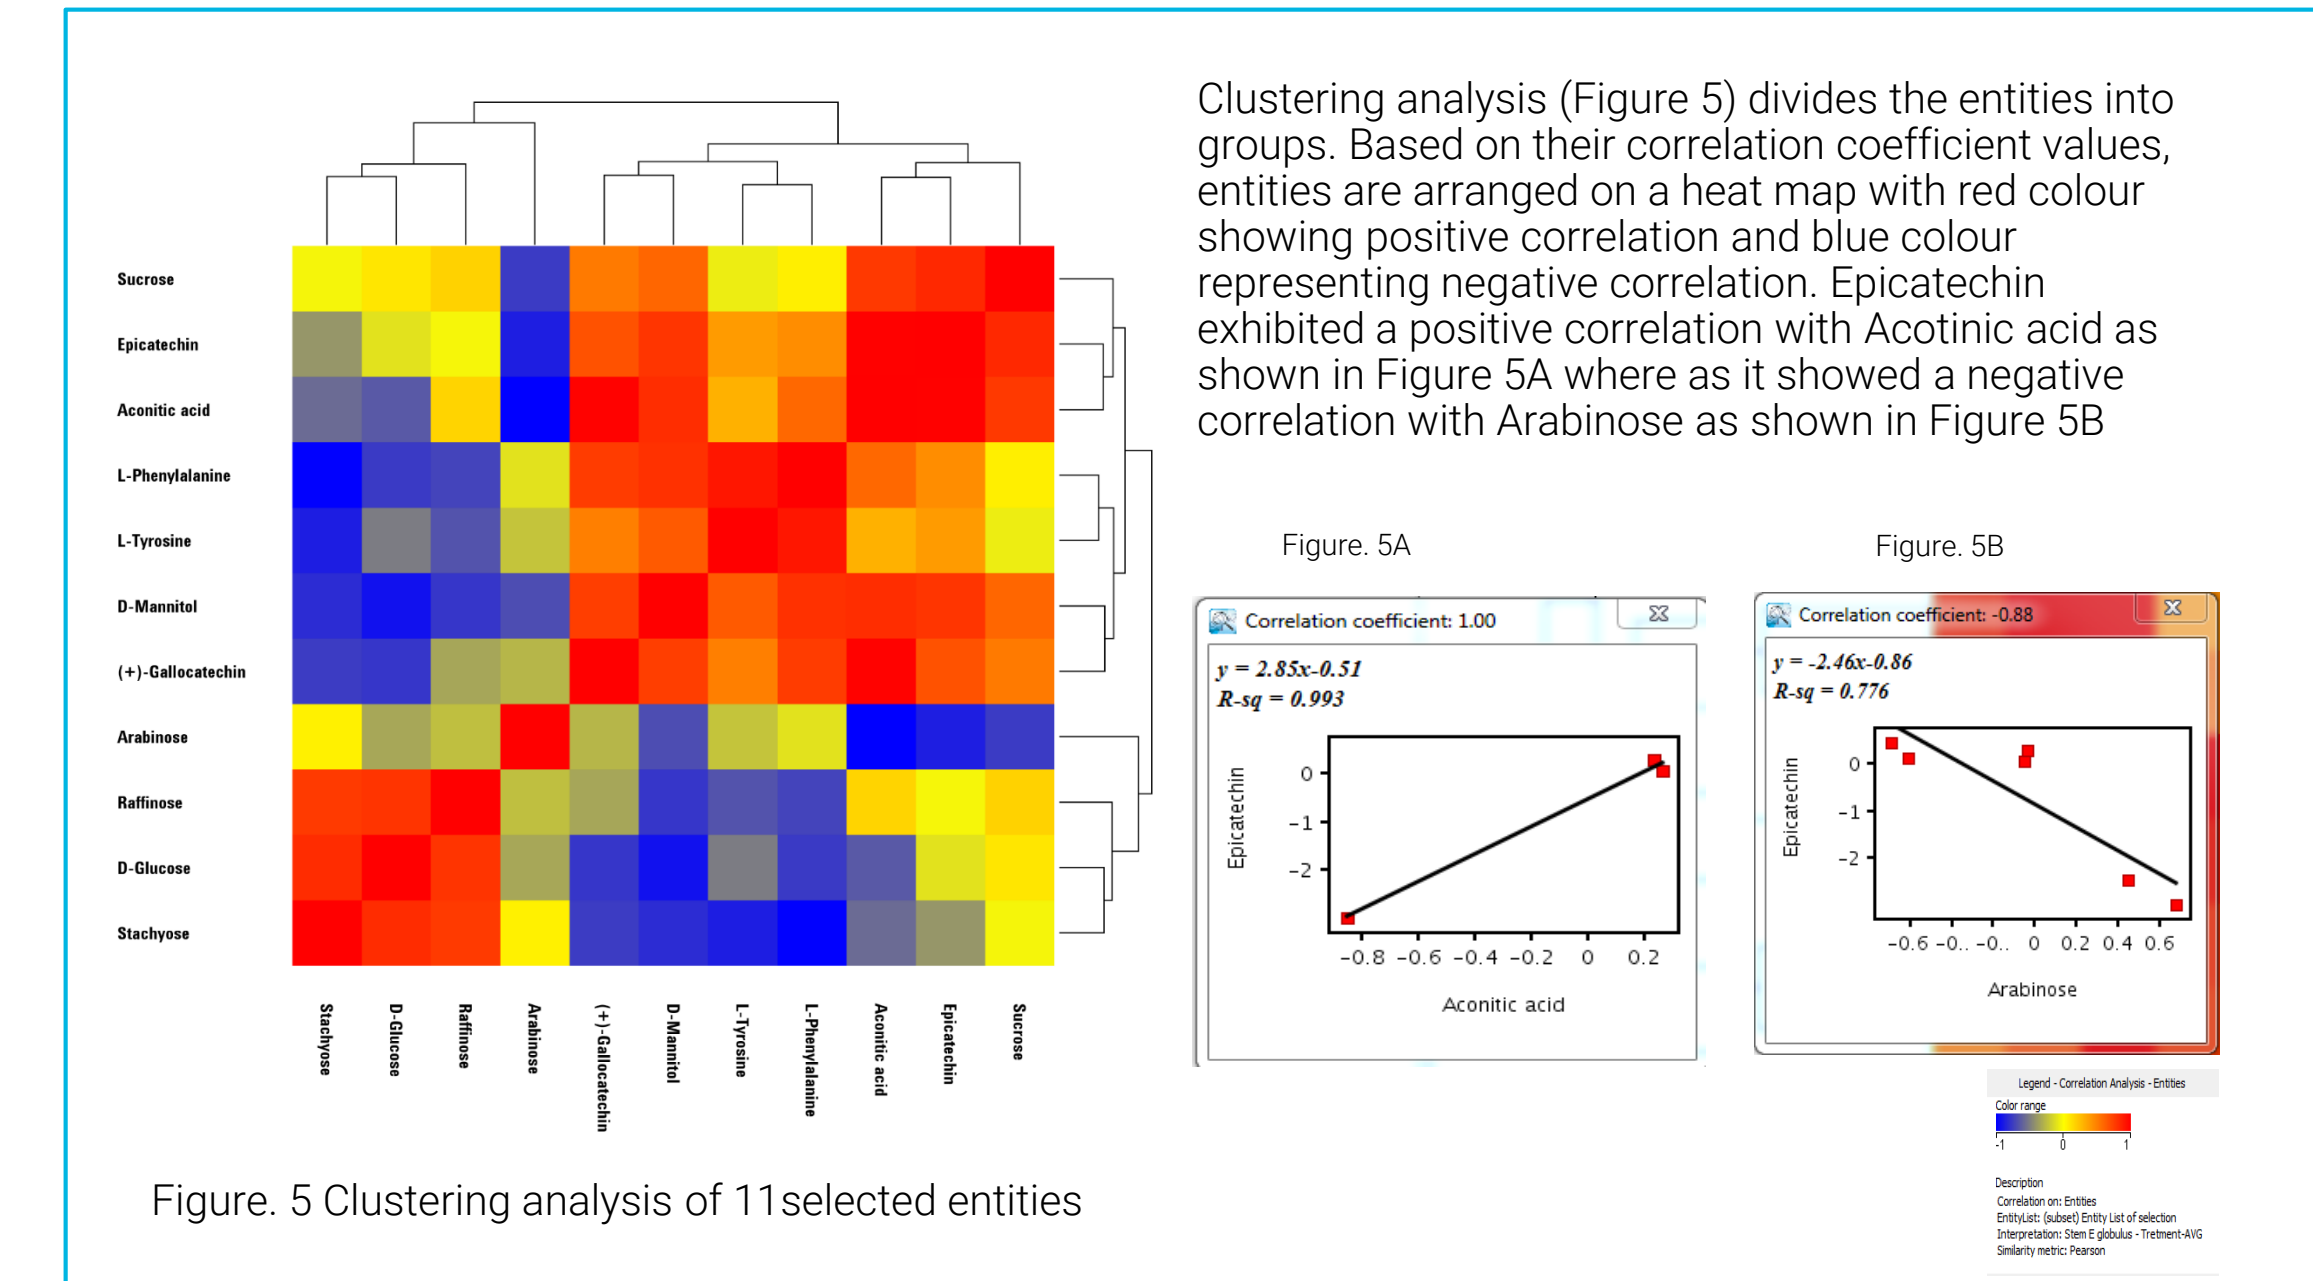 Clustering analysis (Figure 5) divides the entities into
groups. Based on their correlation coefficient values,
entities are arranged on a heat map with red colour
showing positive correlation and blue colour
representing negative correlation. Epicatechin
exhibited a positive correlation with Acotinic acid as
shown in Figure 5A where as it showed a negative
correlation with Arabinose as shown in Figure 5B
Sucrose
Epicatechin
Aconitic acid
L-Phenylalanine
L-Tyrosine
D-Mannitol
(+)-Gallocatechin
Arabinose
Raffinose
D-Glucose
Stachyose
Stachyose
D-Glucose
Raffinose
Arabinose
(+)-Gallocatechin
D-Mannitol
L-Tyrosine
L-Phenylalanine
Aconitic acid
Epicatechin
Sucrose
Figure. 5 Clustering analysis of 11selected entities
Figure. 5A
Correlation coefficient: 1.00
y = 2.85x-0.51
R-sq = 0.993
Epicatechin
0
-1
-2
-0.8 -0.6 -0.4 -0.2 0 0.2
Aconitic acid
Figure. 5B
Correlation coefficient: -0.88
y = -2.46x-0.86
R-sq = 0.776
Epicatechin
0
-1
-2
-0.6 -0.. -0.. 0 0.2 0.4 0.6
Arabinose
Legend - Correlation Analysis - Entities
Color range
-1 0 1
Description
Correlation on: Entities
EntityList: (subset) Entity List of selection
Interpretation: Stem E globulus - Tretment-AVG
Similarity metric: Pearson